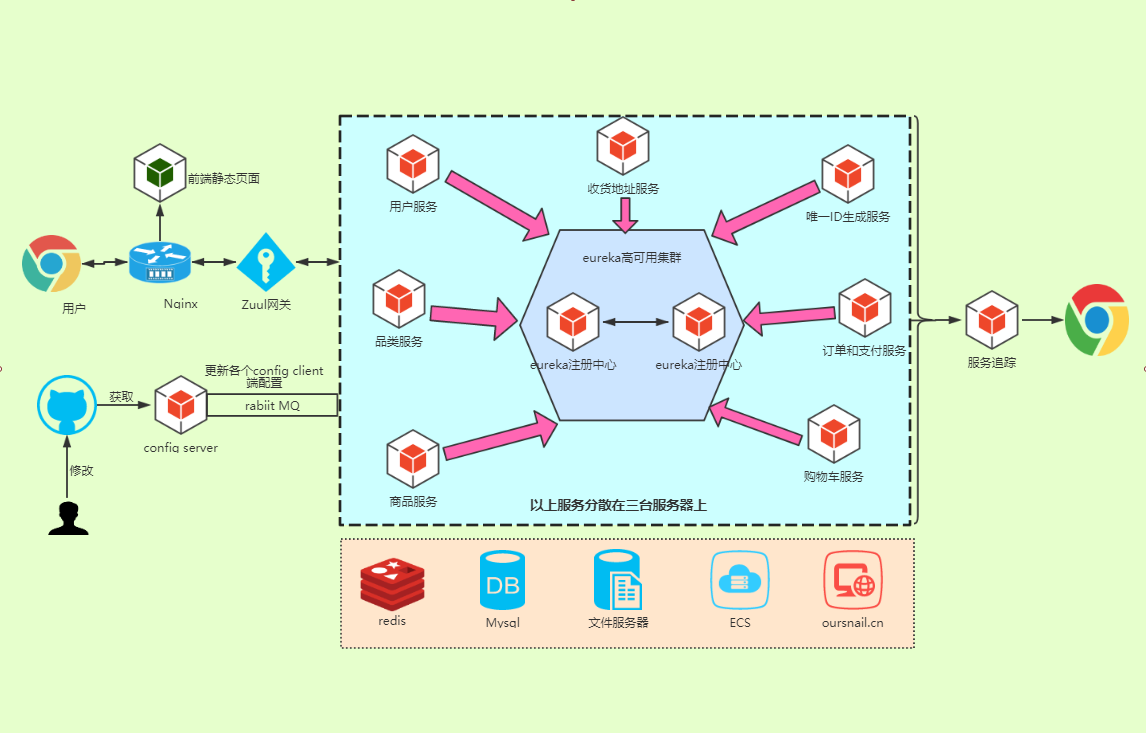 前端静态页面
用户
Nginx
Zuul网关
更新各个config client
端配置
获取
rabiit MQ
config server
修改
用户服务
收货地址服务
唯一ID生成服务
eureka高可用集群
品类服务
eureka注册中心
eureka注册中心
订单和支付服务
商品服务
购物车服务
以上服务分散在三台服务器上
服务追踪
redis
DB
Mysql
文件服务器
ECS
oursnail.cn